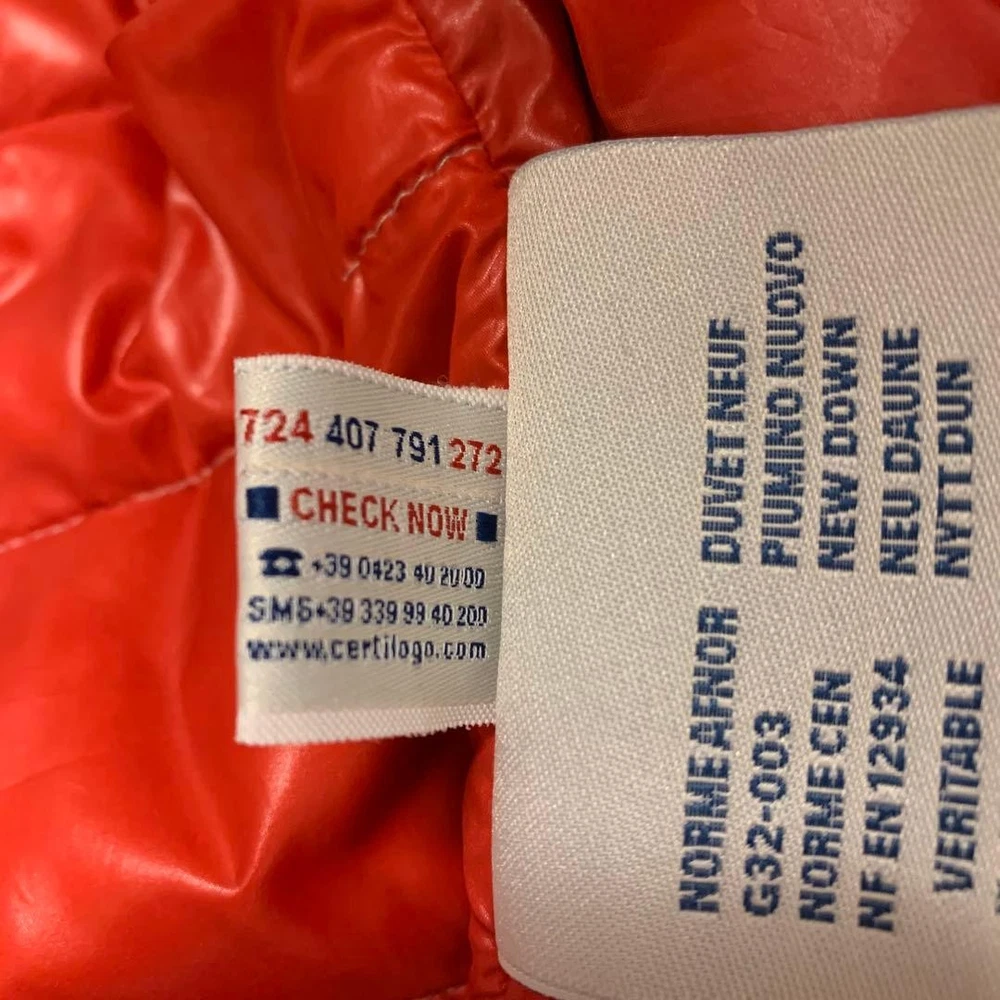 724 407 791 272
CHECK NOW
+39 0423 40 20 00
SMS+39 339 99 40 200
www.certilogo.com
DUVET NEUF
PIUMINO NUOVO
NEW DOWN
NEU DAUNE
NYTT DUN
NORME AFNOR
G32-003
NORME CEN
NF EN 12934
VERITABLE